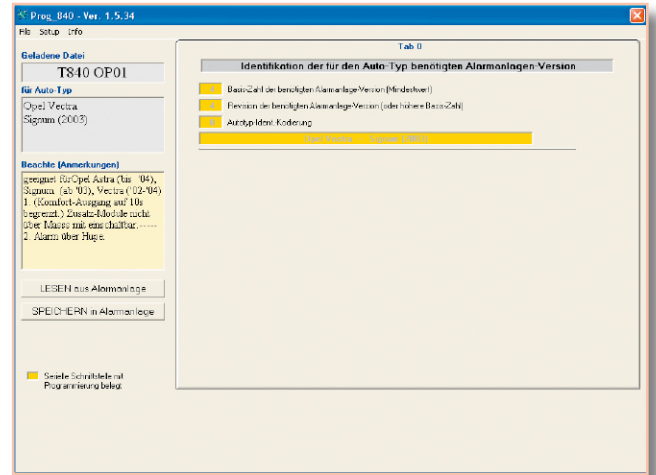 Prog_840 - Ver. 1.5.34
File Setup Info
Geladene Datei
T840 OP01
für Auto-Typ
Opel Vectra
Signum (2003)
Beachte (Anmerkungen)
geeignet fürOpel Astra (bis '04),
Signum (ab '03), Vectra ('02-'04)
1. (Komfort-Ausgang auf 10s
begrenzt.) Zusatz-Module nicht
über Masse mit einschaltbar. -----
2. Alarm über Hupe.
LESEN aus Alarmanlage
SPEICHERN in Alarmanlage
Serielle Schnittstelle mit
Programmierung belegt
Tab 0
Identifikation der für den Auto-Typ benötigten Alarmanlagen-Version
Basis-Zahl der benötigten Alarmanlage-Version (Mindestwert)
Revision der benötigten Alarmanlage-Version (oder höhere Basis-Zahl)
Autotyp-Ident.-Kodierung
Opel Vectra Signum (2003)